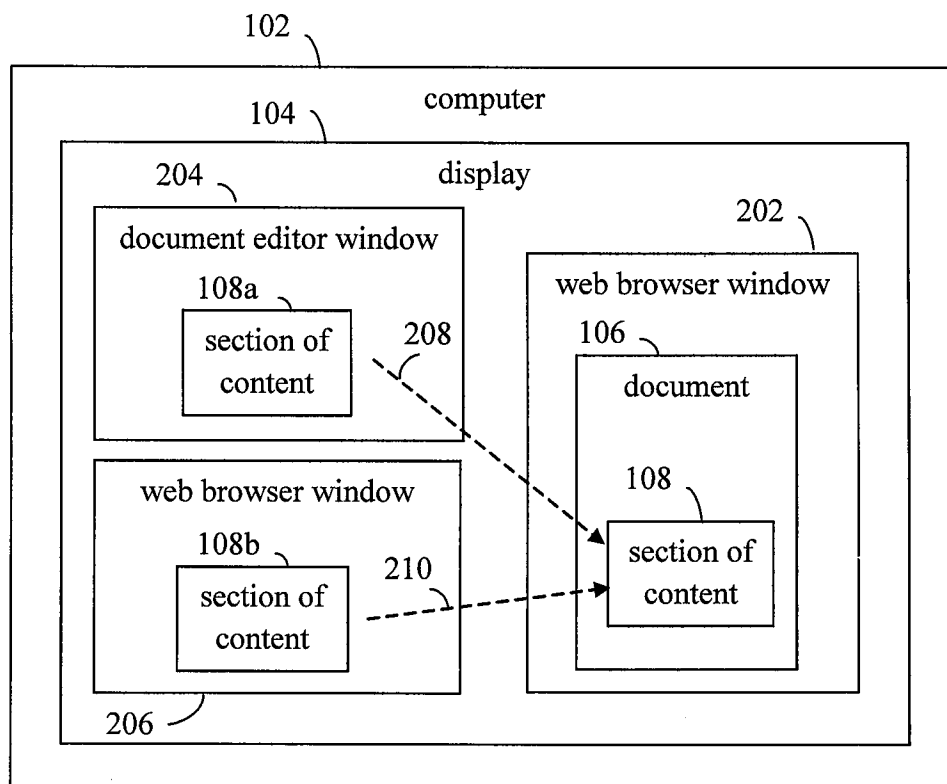 102
computer
104
display
204
document editor window
108a
section of
content
208
202
web browser window
106
document
108
section of
content
web browser window
108b
section of
content
210
206